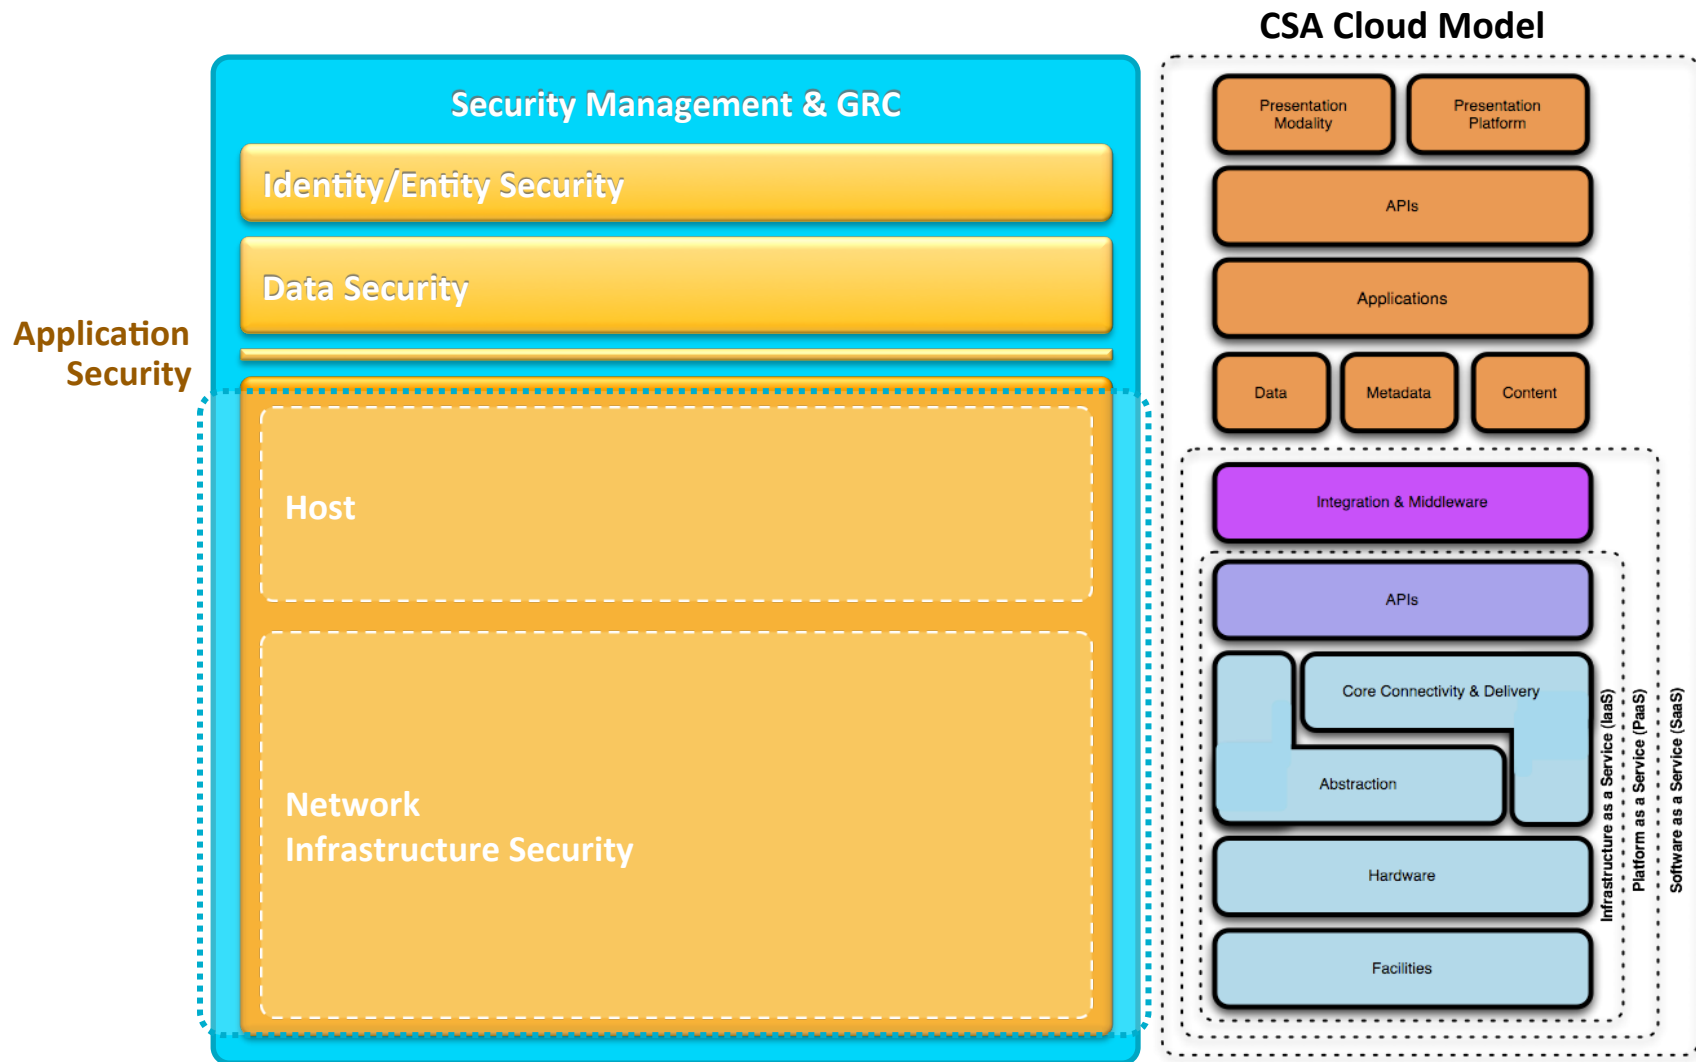 CSA Cloud Model
Security Management & GRC
Identity/Entity Security
Data Security
Application
Security
Host
Network
Infrastructure Security
Presentation
Modality
Presentation
Platform
APIs
Applications
Data
Metadata
Content
Integration & Middleware
APIs
Core Connectivity & Delivery
Abstraction
Hardware
Facilities
Infrastructure as a Service (IaaS)
Platform as a Service (PaaS)
Software as a Service (SaaS)